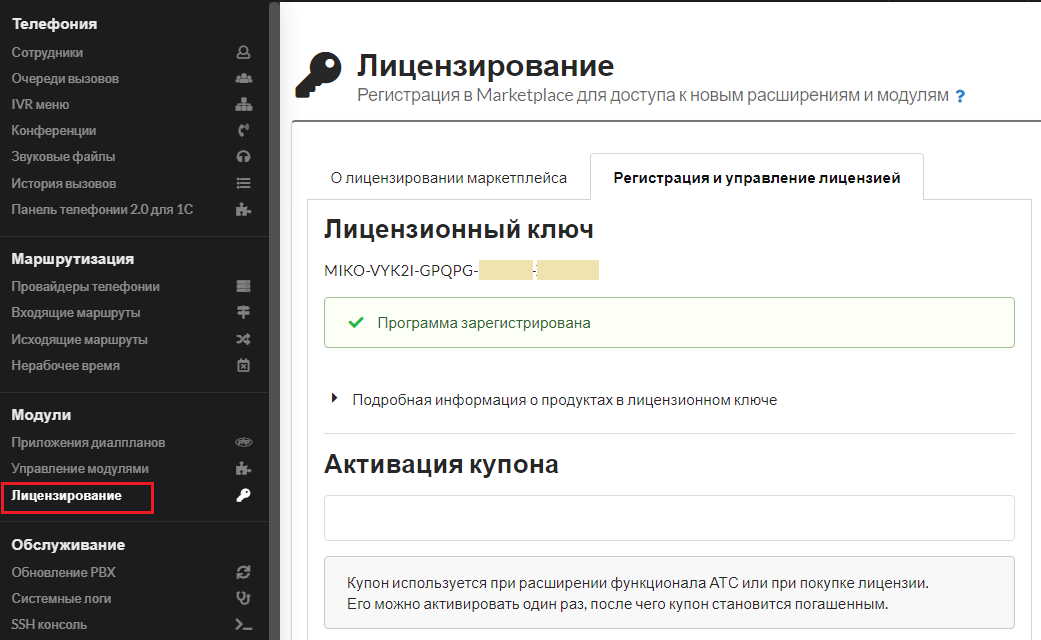 Телефония
Сотрудники
Очереди вызовов
IVR меню
Конференции
Звуковые файлы
История вызовов
Панель телефонии 2.0 для 1С
Маршрутизация
Провайдеры телефонии
Входящие маршруты
Исходящие маршруты
Нерабочее время
Модули
Приложения диалпланов
Управление модулями
Лицензирование
Обслуживание
Обновление PBX
Системные логи
SSH консоль
Лицензирование
Регистрация в Marketplace для доступа к новым расширениям и модулям ?
О лицензировании маркетплейса
Регистрация и управление лицензией
Лицензионный ключ
MIKO-VYK2I-GPQPG-
Программа зарегистрирована
Подробная информация о продуктах в лицензионном ключе
Активация купона
Купон используется при расширении функционала АТС или при покупке лицензии.
Его можно активировать один раз, после чего купон становится погашенным.